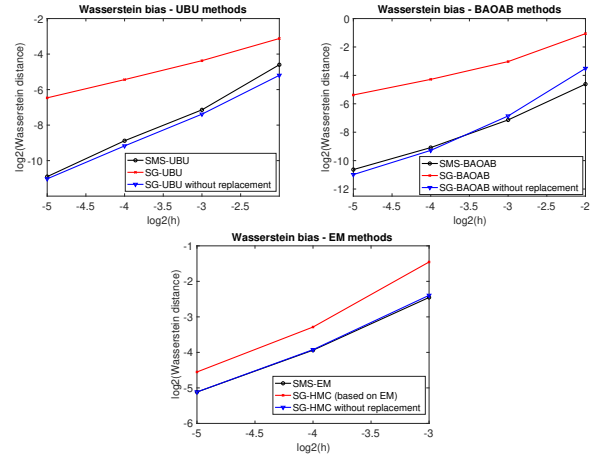 Wasserstein bias - UBU methods
log2(Wasserstein distance)
-2
-4
-6
-8
-10
SMS-UBU
SG-UBU
SG-UBU without replacement
-5
-4.5
-4
-3.5
-3
-2.5
log2(h)
Wasserstein bias - BAOAB methods
log2(Wasserstein distance)
0
-2
-4
-6
-8
-10
-12
SMS-BAOAB
SG-BAOAB
SG-BAOAB without replacement
-5
-4.5
-4
-3.5
-3
-2.5
-2
log2(h)
Wasserstein bias - EM methods
log2(Wasserstein distance)
-1
-2
-3
-4
-5
-6
SMS-EM
SG-HMC (based on EM)
SG-HMC without replacement
-5
-4.5
-4
-3.5
-3
log2(h)